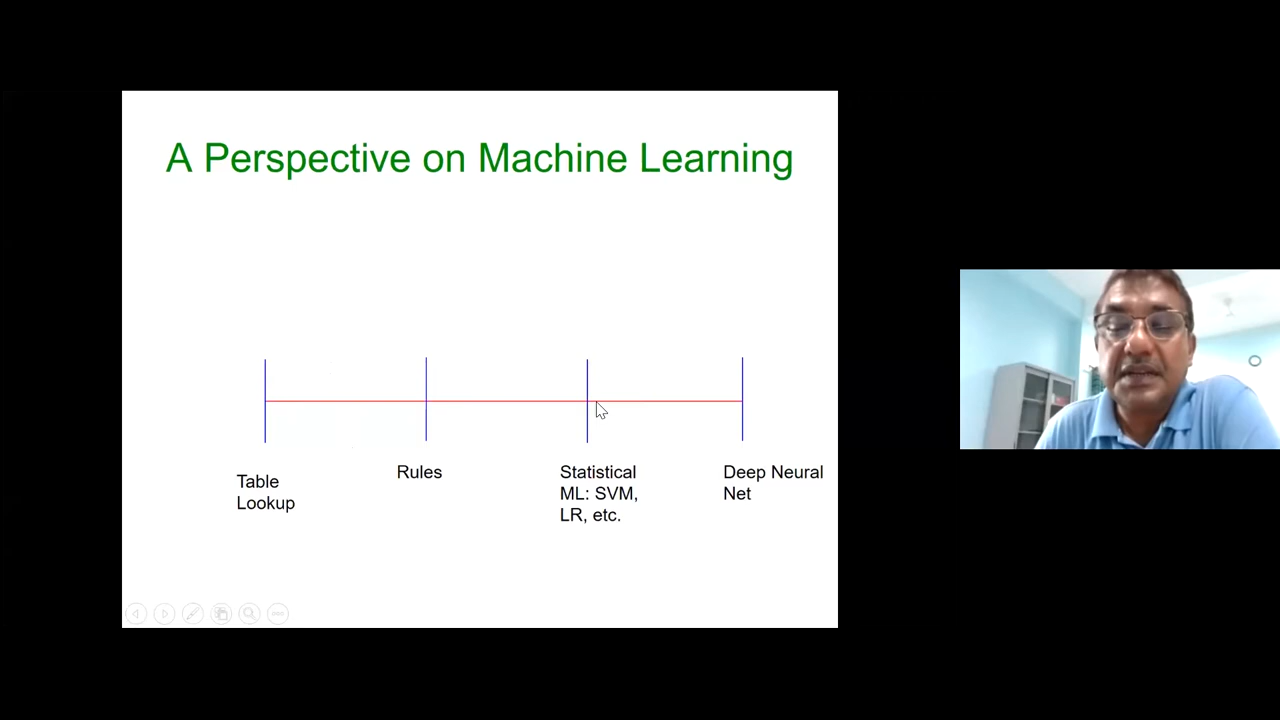 A Perspective on Machine Learning
Table
Lookup
Rules
Statistical
ML: SVM,
LR, etc.
Deep Neural
Net